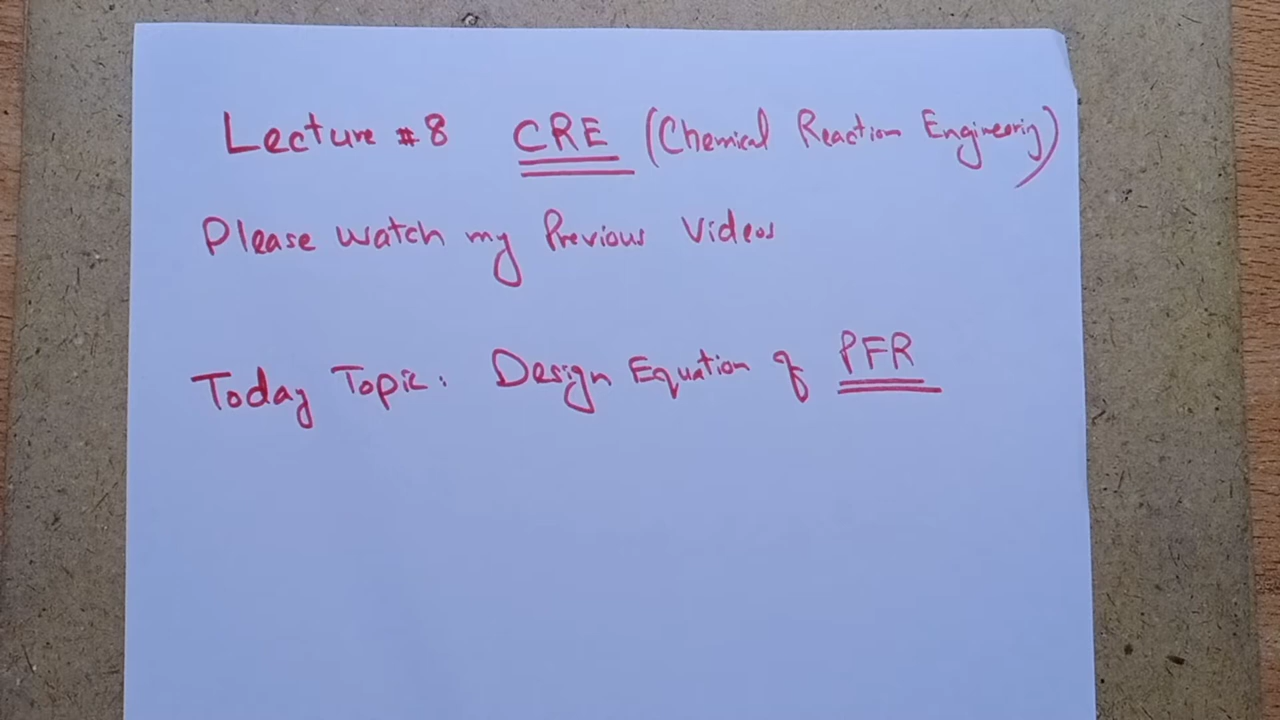 Lecture #8 CRE (Chemical Reaction Engineering)
Please watch my Previous Videos
Today Topic: Design Equation of PFR